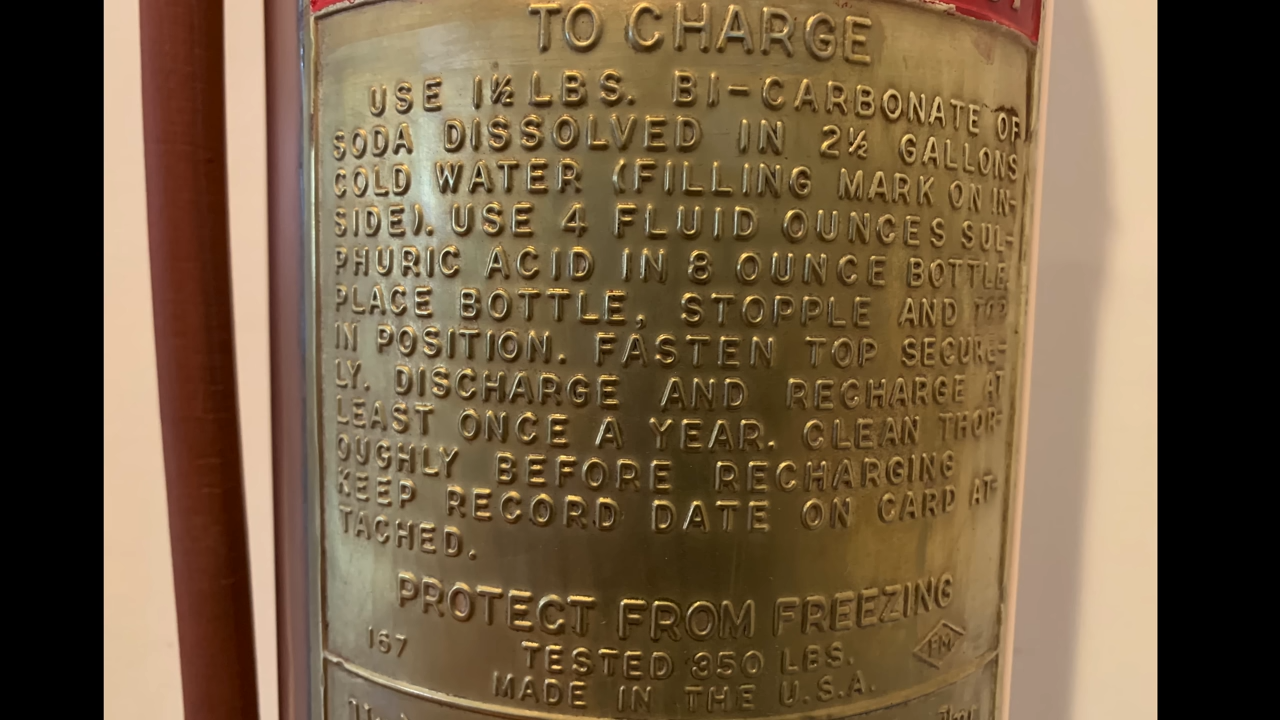 TO CHARGE
USE 1½ LBS. BI-CARBONATE OF
SODA DISSOLVED IN 2½ GALLONS
COLD WATER (FILLING MARK ON IN-
SIDE). USE 4 FLUID OUNCES SUL-
PHURIC ACID IN 8 OUNCE BOTTLE.
PLACE BOTTLE, STOPPLE AND TOP
IN POSITION. FASTEN TOP SECURE-
LY. DISCHARGE AND RECHARGE AT
LEAST ONCE A YEAR. CLEAN THOR-
OUGHLY BEFORE RECHARGING
KEEP RECORD DATE ON CARD AT-
TACHED.
PROTECT FROM FREEZING
167
TESTED 350 LBS.
FM
MADE IN THE U.S.A.